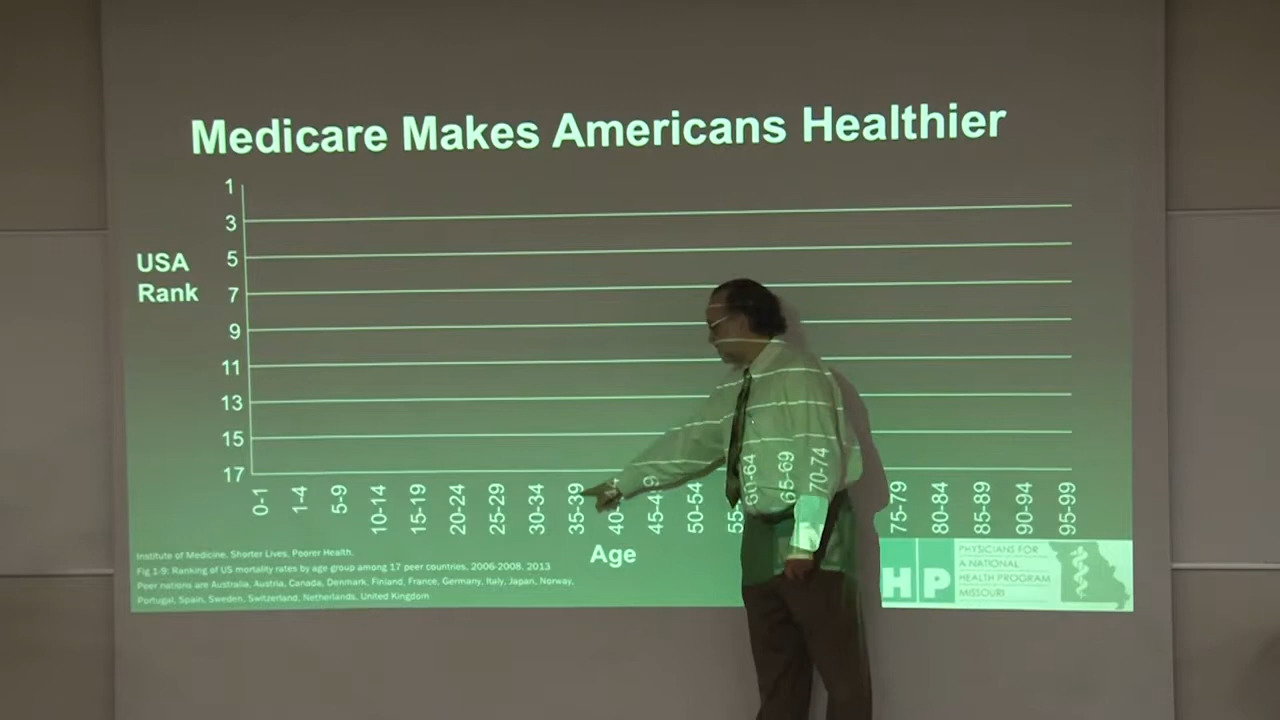 Medicare Makes Americans Healthier
1
3
5
7
9
11
13
15
17
USA
Rank
0-1
1-4
5-9
10-14
15-19
20-24
25-29
30-34
35-39
45-49
50-54
60-64
65-69
70-74
75-79
80-84
85-89
90-94
95-99
Age
Institute of Medicine, Shorter Lives, Poorer Health.
Fig 1-9: Ranking of US mortality rates by age group among 17 peer countries, 2006-2008. 2013
Peer nations are Australia, Austria, Canada, Denmark, Finland, France, Germany, Italy, Japan, Norway,
Portugal, Spain, Sweden, Switzerland, Netherlands, United Kingdom
HP
PHYSICIANS FOR
A NATIONAL
HEALTH PROGRAM
MISSOURI